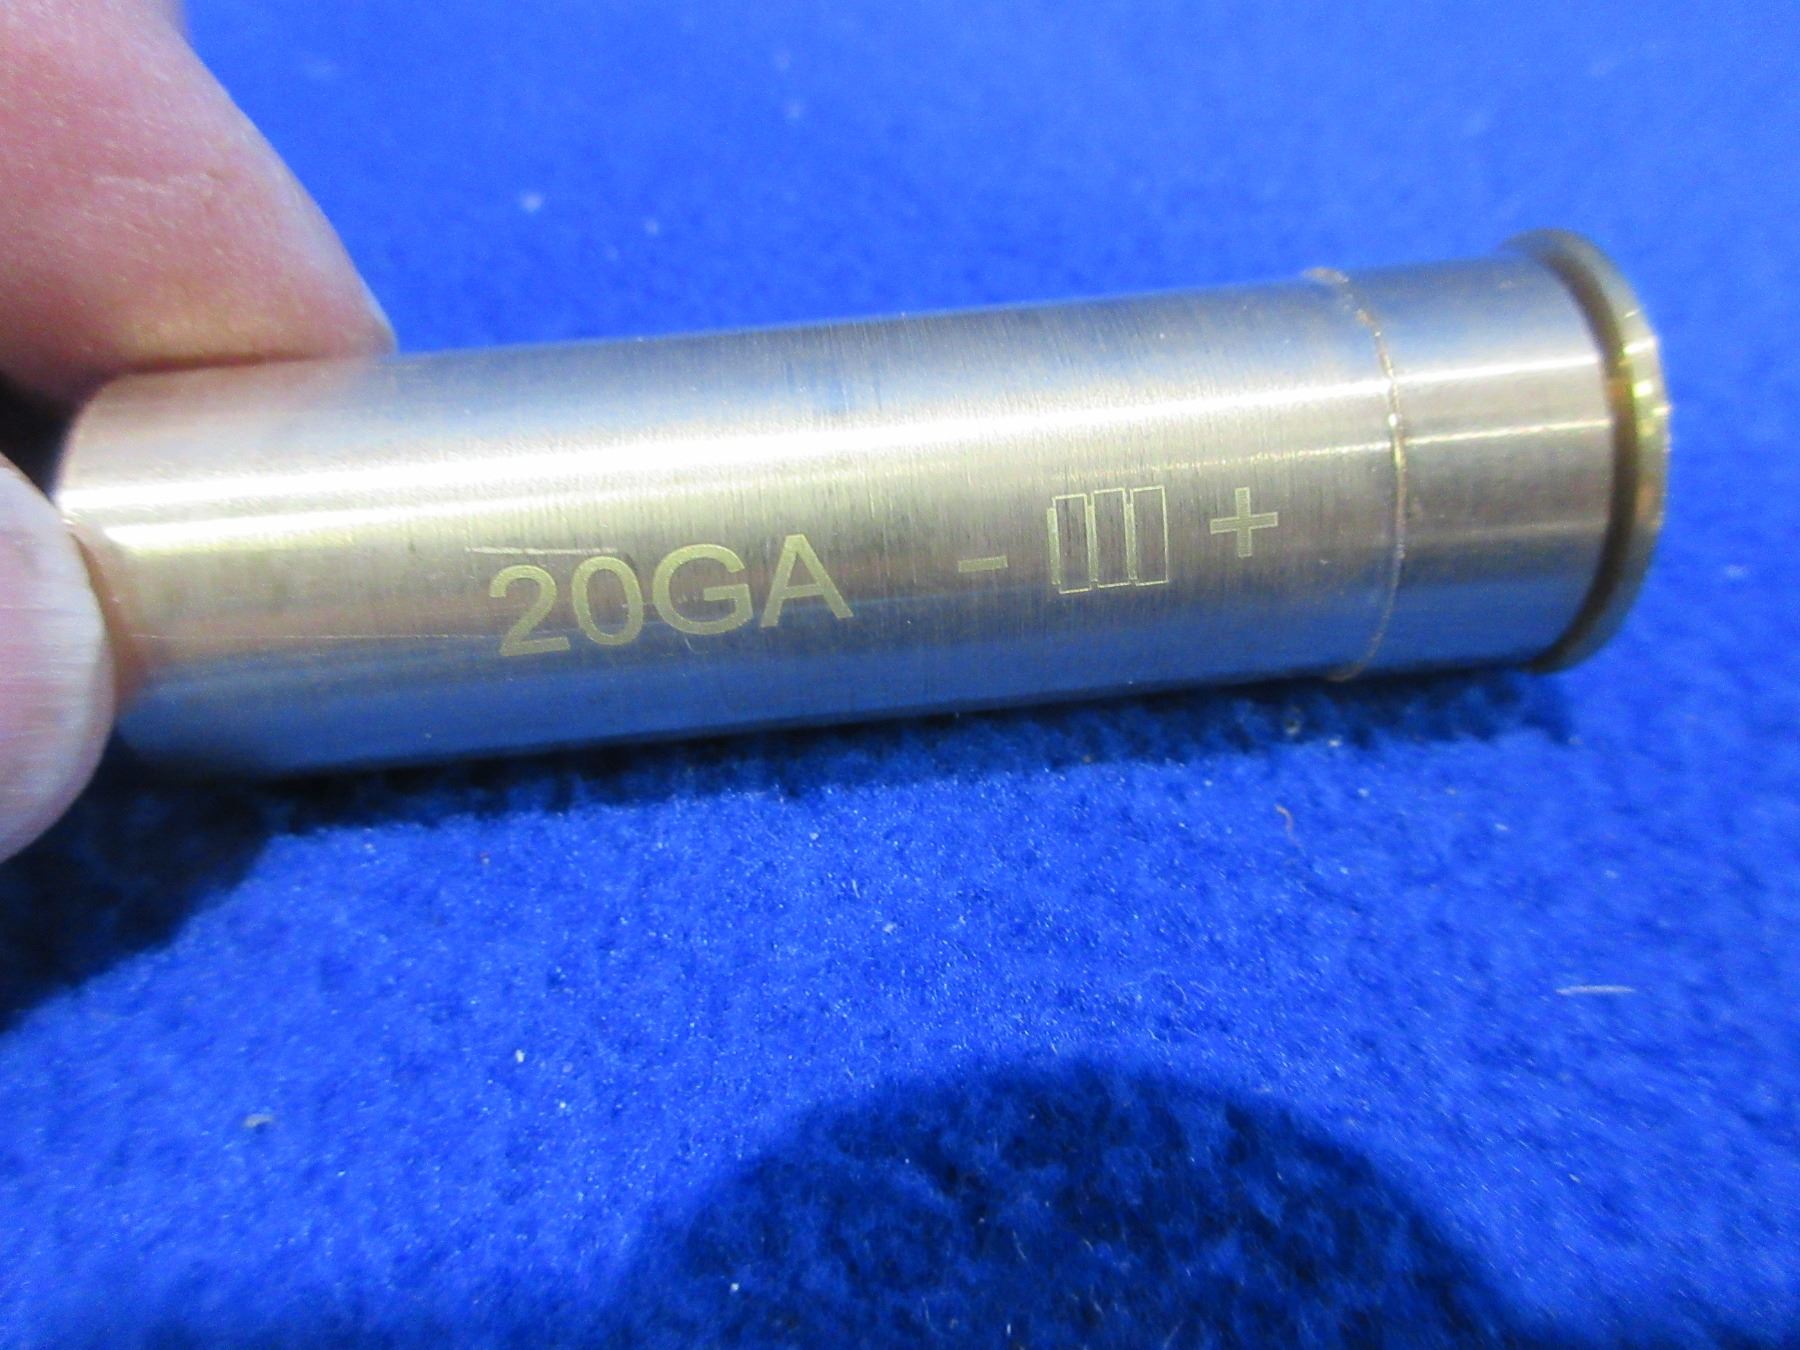 20GA - +